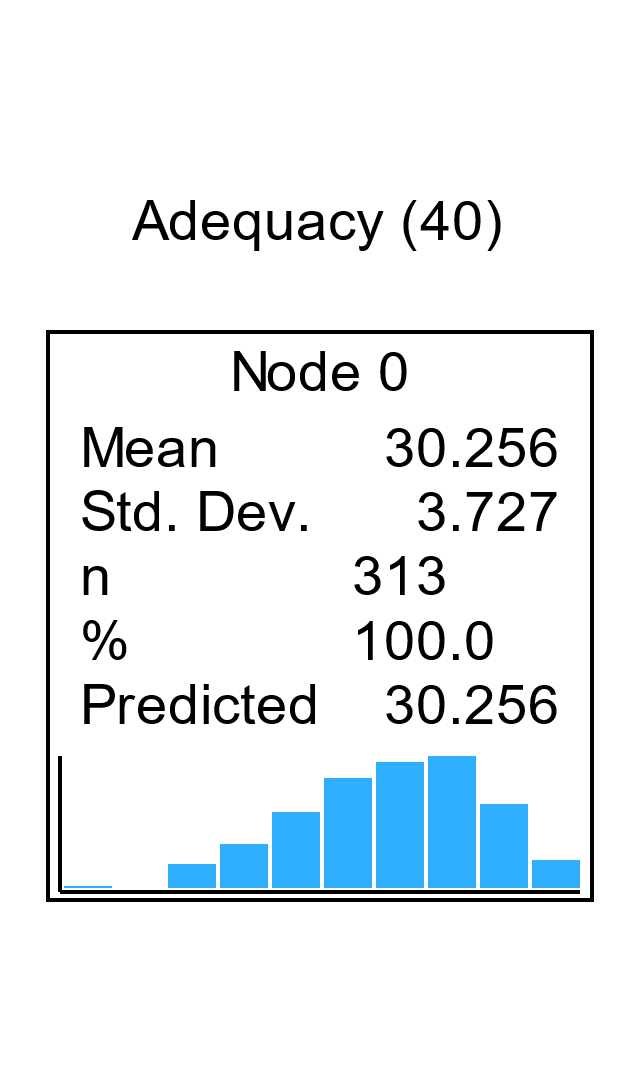 Adequacy (40)
Node 0
Mean 30.256
Std. Dev. 3.727
n 313
% 100.0
Predicted 30.256